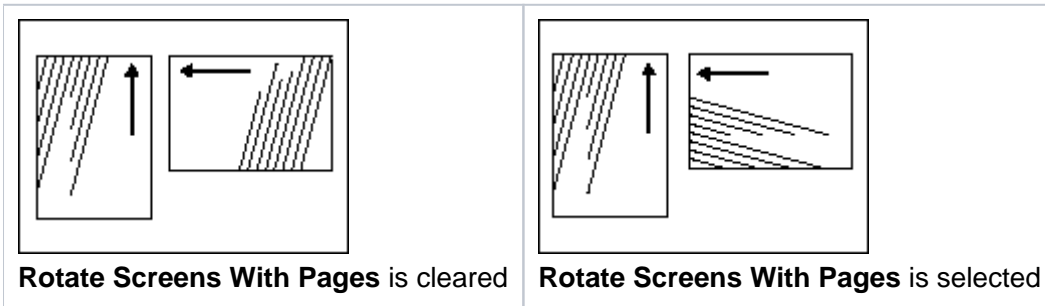 Rotate Screens With Pages is cleared
Rotate Screens With Pages is selected